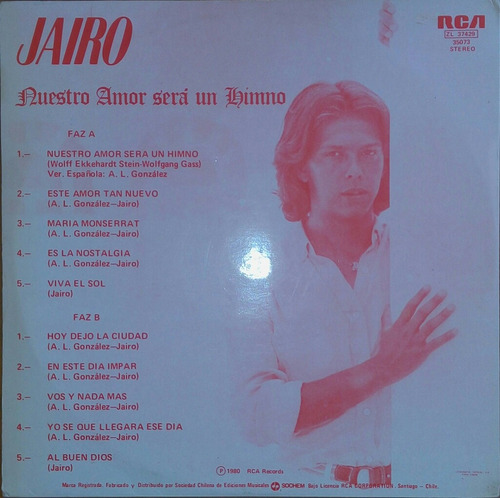 JAIRO
RCA
ZL 37429
35073
STEREO
Nuestro Amor será un Himno
FAZ A
1.— NUESTRO AMOR SERA UN HIMNO
(Wolff Ekkehardt Stein-Wolfgang Gass)
Ver. Española: A. L. González
2.— ESTE AMOR TAN NUEVO
(A. L. González—Jairo)
3.— MARIA MONSERRAT
(A. L. González—Jairo)
4.— ES LA NOSTALGIA
(A. L. González—Jairo)
5.— VIVA EL SOL
(Jairo)
FAZ B
1.— HOY DEJO LA CIUDAD
(A. L. González—Jairo)
2.— EN ESTE DIA IMPAR
(A. L. González—Jairo)
3.— VOS Y NADA MAS
(A. L. González—Jairo)
4.— YO SE QUE LLEGARA ESE DIA
(A. L. González—Jairo)
5.— AL BUEN DIOS
(Jairo)
Ⓟ 1980 RCA Records
Marca Registrada. Fabricado y Distribuido por Sociedad Chilena de Ediciones Musicales SOCHEM Bajo Licencia RCA CORPORATION. Santiago - Chile.